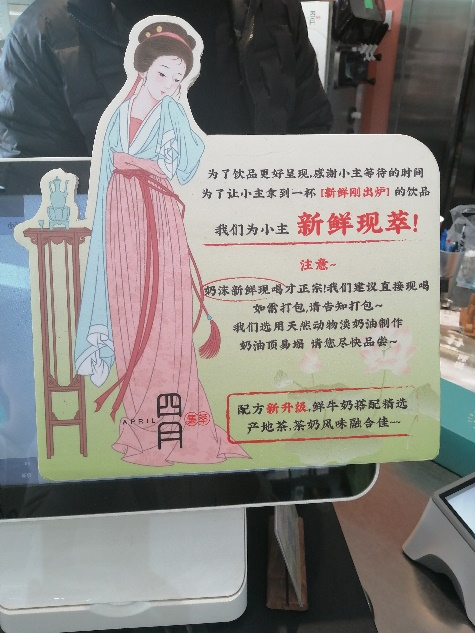 为了饮品更好呈现,感谢小主等待的时间
为了让小主拿到一杯【新鲜刚出炉】的饮品
我们为小主 新鲜现萃!
注意~
奶沫新鲜现喝才正宗!我们建议直接现喝
如需打包,请告知打包~
我们选用天然动物淡奶油制作
奶油顶易塌 请您尽快品尝~
配方新升级,鲜牛奶搭配精选
产地茶,茶奶风味融合佳~~
APRIL 四月